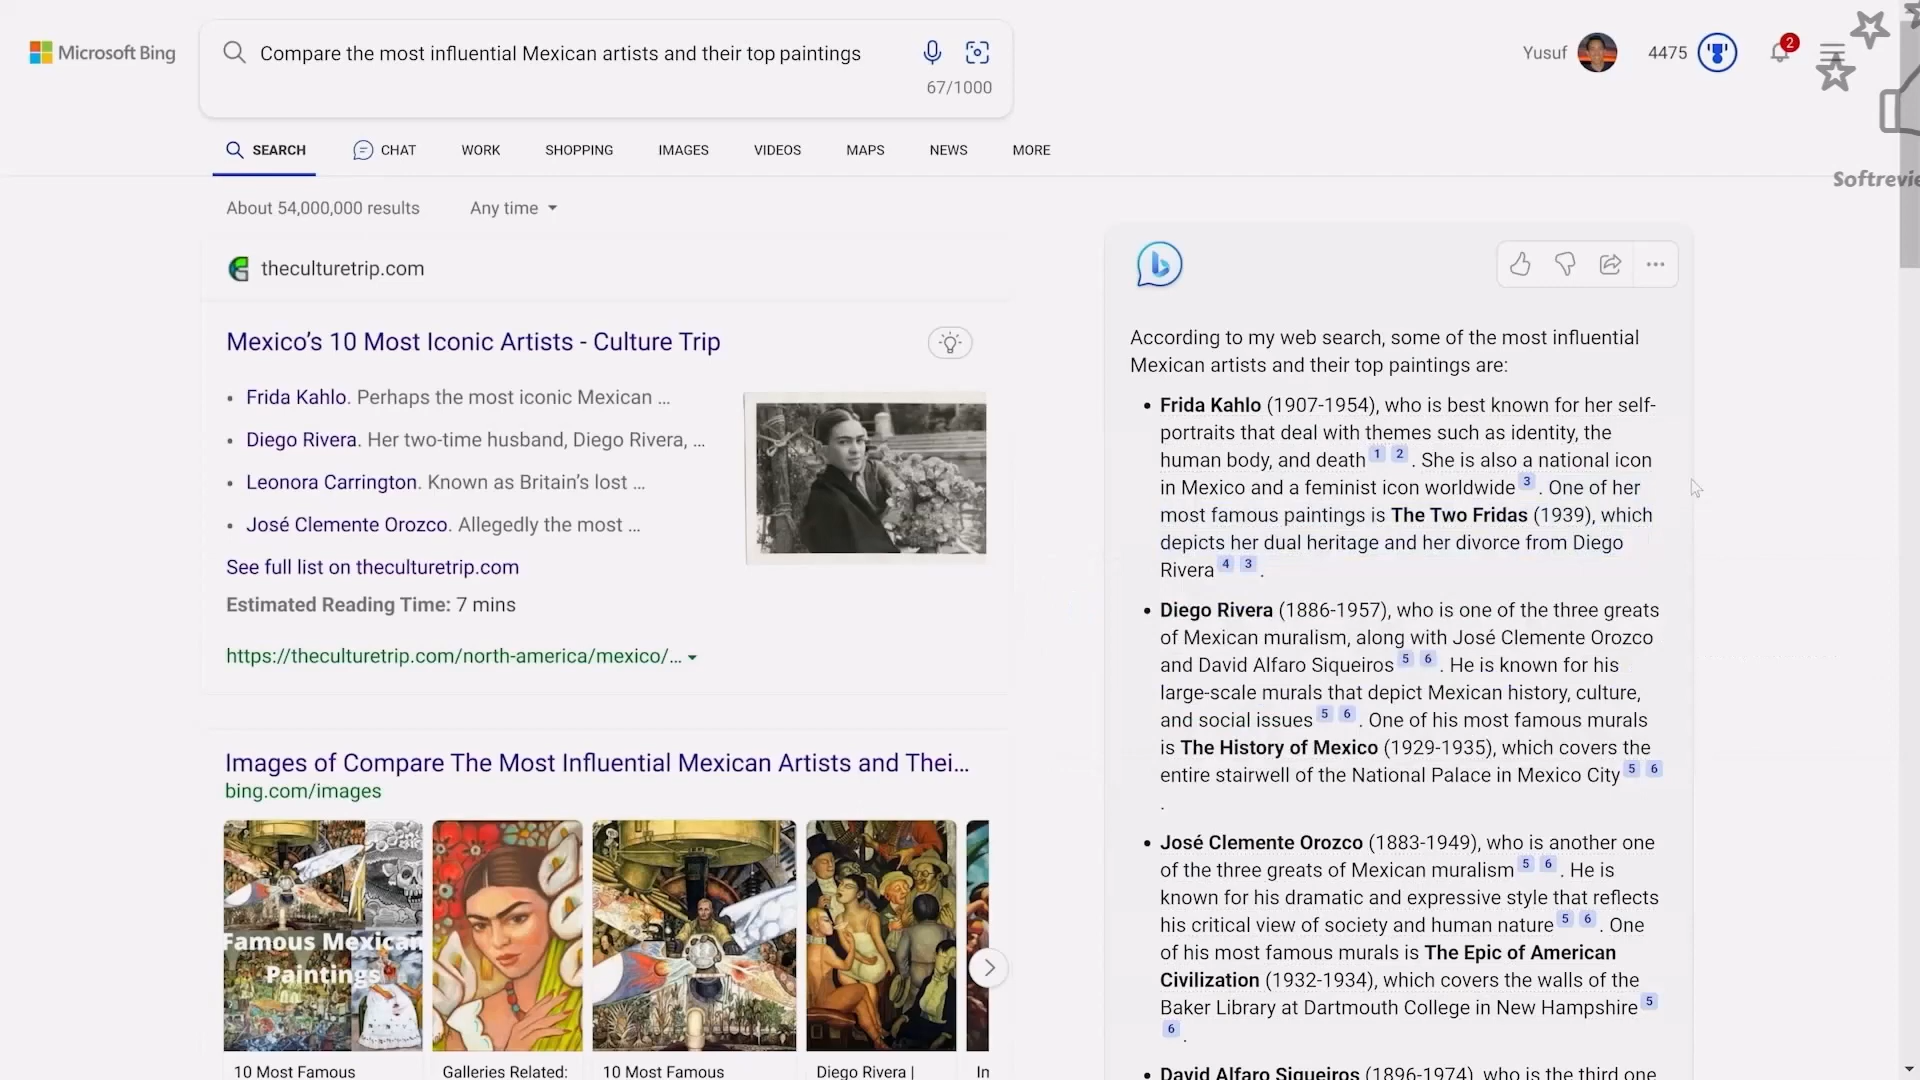 Microsoft Bing
Compare the most influential Mexican artists and their top paintings
67/1000
Yusuf
4475
2
SEARCH
CHAT
WORK
SHOPPING
IMAGES
VIDEOS
MAPS
NEWS
MORE
About 54,000,000 results
Any time
theculturetrip.com
Mexico’s 10 Most Iconic Artists - Culture Trip
Frida Kahlo. Perhaps the most iconic Mexican ...
Diego Rivera. Her two-time husband, Diego Rivera, ...
Leonora Carrington. Known as Britain’s lost ...
José Clemente Orozco. Allegedly the most ...
See full list on theculturetrip.com
Estimated Reading Time: 7 mins
https://theculturetrip.com/north-america/mexico/...
Images of Compare The Most Influential Mexican Artists and Thei...
bing.com/images
Famous Mexican
Paintings
10 Most Famous
Galleries Related:
10 Most Famous
Diego Rivera |
In
According to my web search, some of the most influential
Mexican artists and their top paintings are:
Frida Kahlo (1907-1954), who is best known for her self-
portraits that deal with themes such as identity, the
human body, and death 1 2 . She is also a national icon
in Mexico and a feminist icon worldwide 3 . One of her
most famous paintings is The Two Fridas (1939), which
depicts her dual heritage and her divorce from Diego
Rivera 4 3 .
Diego Rivera (1886-1957), who is one of the three greats
of Mexican muralism, along with José Clemente Orozco
and David Alfaro Siqueiros 5 6 . He is known for his
large-scale murals that depict Mexican history, culture,
and social issues 5 6 . One of his most famous murals
is The History of Mexico (1929-1935), which covers the
entire stairwell of the National Palace in Mexico City 5 6
.
José Clemente Orozco (1883-1949), who is another one
of the three greats of Mexican muralism 5 6 . He is
known for his dramatic and expressive style that reflects
his critical view of society and human nature 5 6 . One
of his most famous murals is The Epic of American
Civilization (1932-1934), which covers the walls of the
Baker Library at Dartmouth College in New Hampshire 5
6 .
David Alfaro Siqueiros (1896-1974), who is the third one
Softrevie